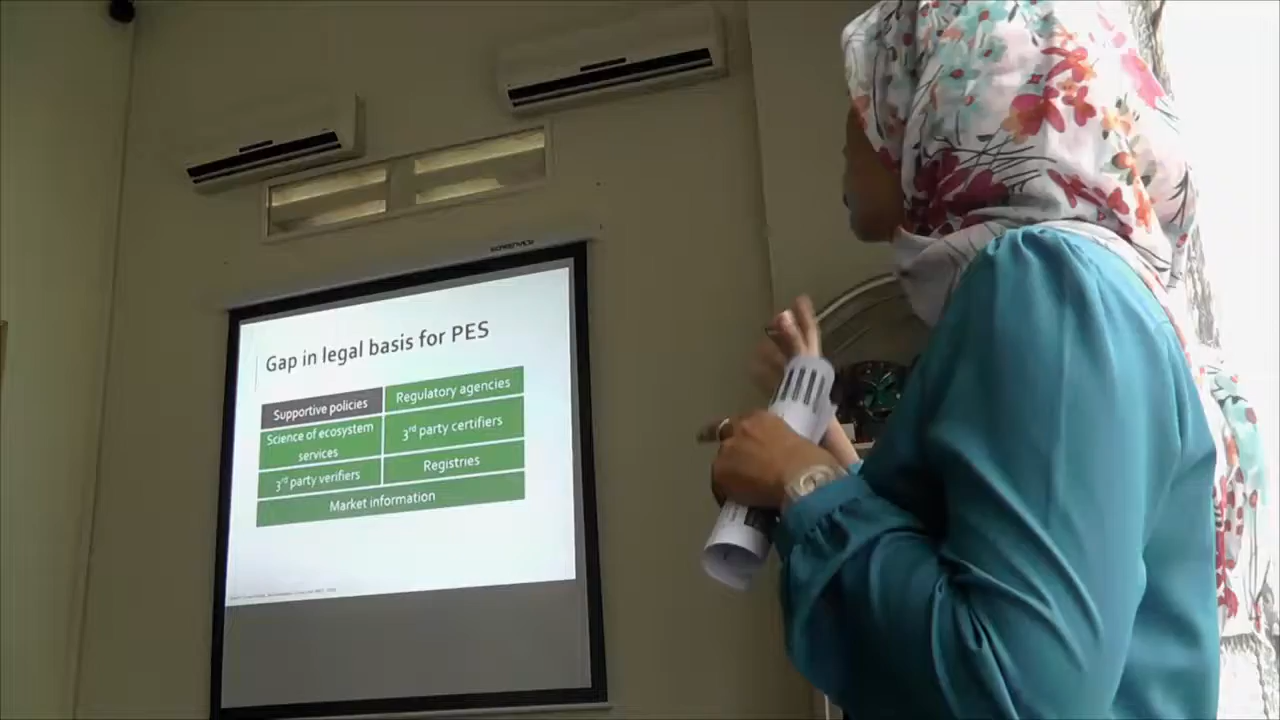 SCREENVIEW
Gap in legal basis for PES
Supportive policies
Regulatory agencies
Science of ecosystem
services
3rd party certifiers
3rd party verifiers
Registries
Market information